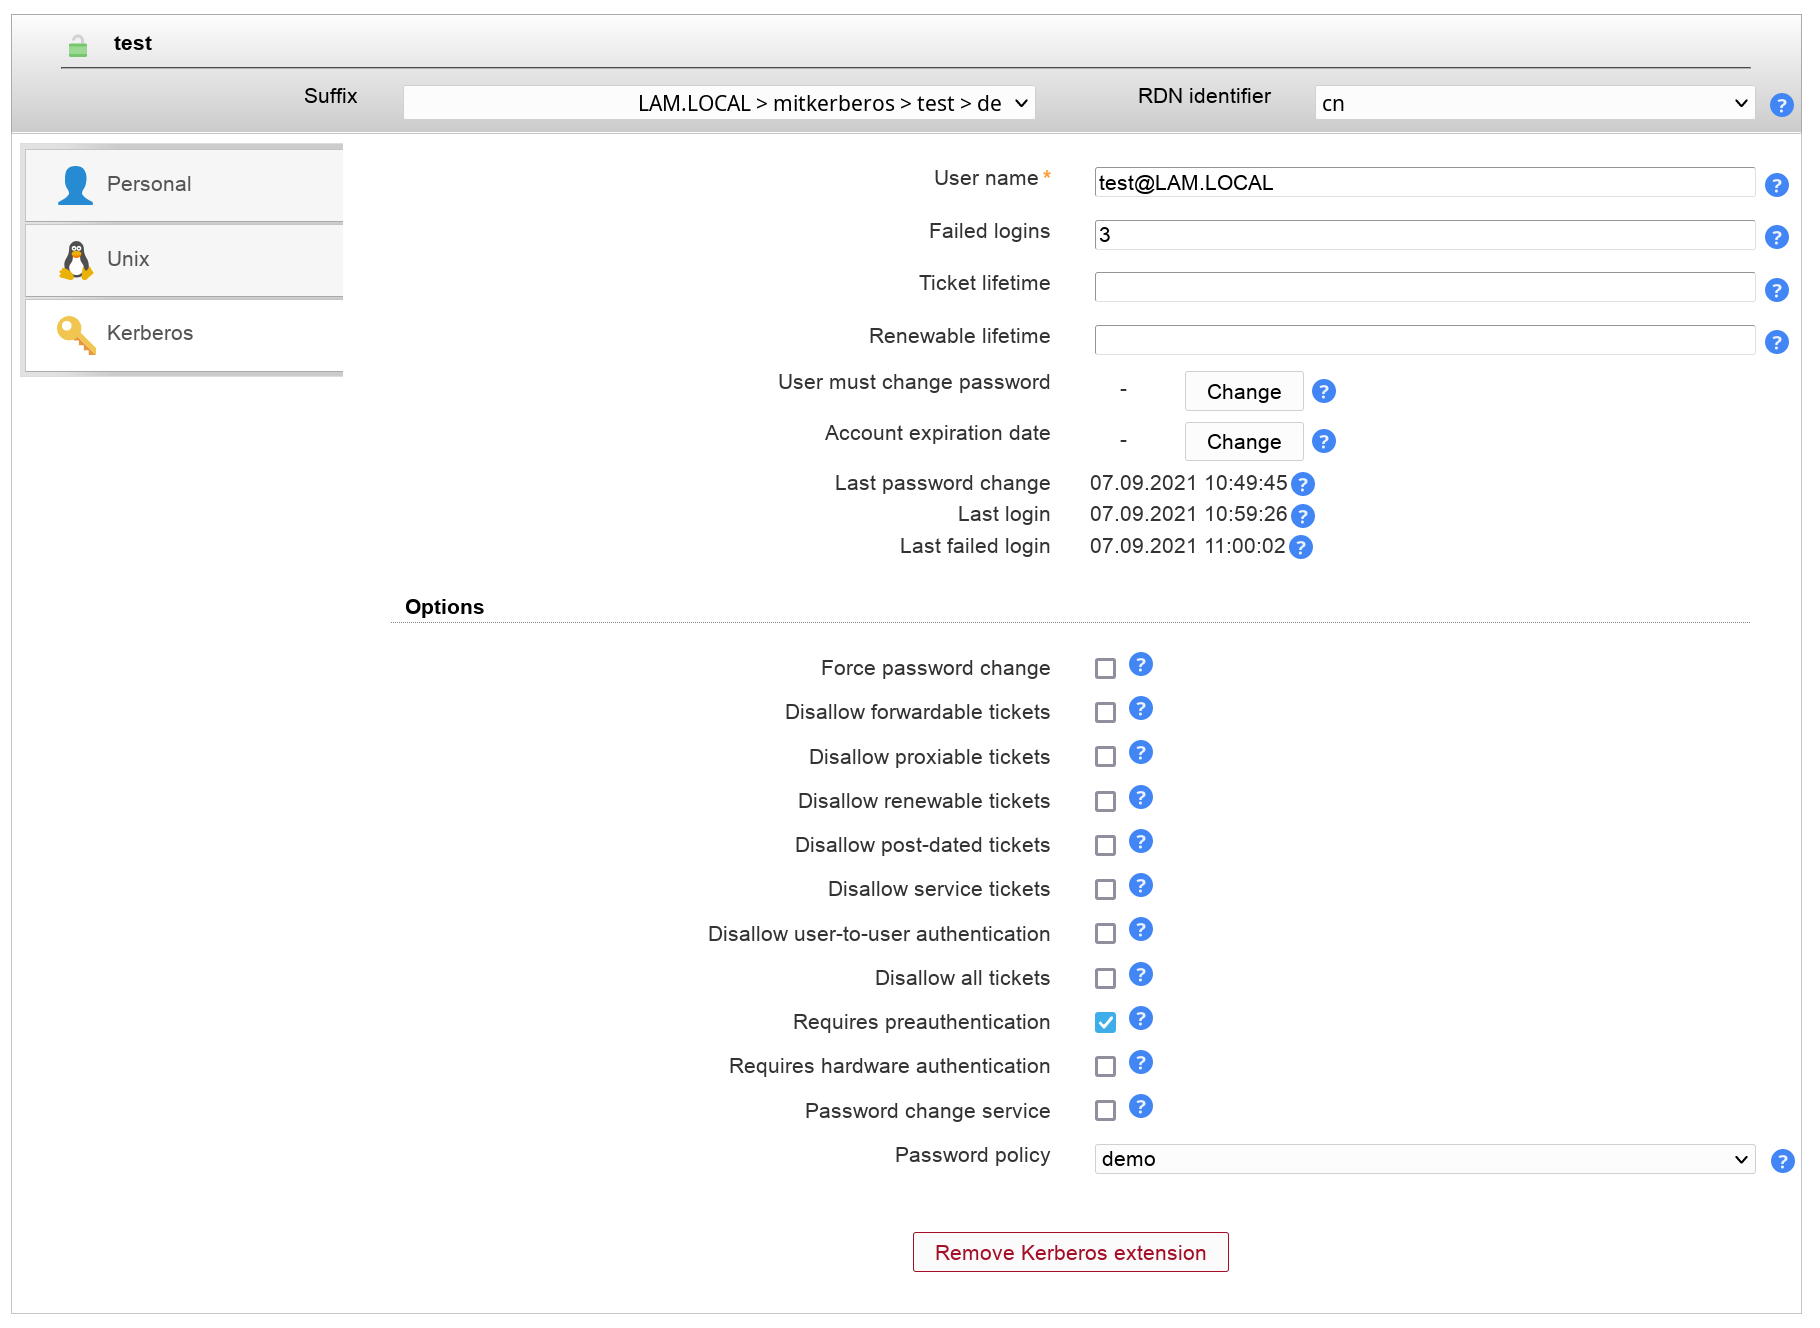 test
Suffix
LAM.LOCAL > mitkerberos > test > de
RDN identifier
cn
Personal
Unix
Kerberos
User name*
test@LAM.LOCAL
Failed logins
3
Ticket lifetime
Renewable lifetime
User must change password - Change
Account expiration date - Change
Last password change 07.09.2021 10:49:45
Last login 07.09.2021 10:59:26
Last failed login 07.09.2021 11:00:02
Options
Force password change
Disallow forwardable tickets
Disallow proxiable tickets
Disallow renewable tickets
Disallow post-dated tickets
Disallow service tickets
Disallow user-to-user authentication
Disallow all tickets
Requires preauthentication
Requires hardware authentication
Password change service
Password policy
demo
Remove Kerberos extension